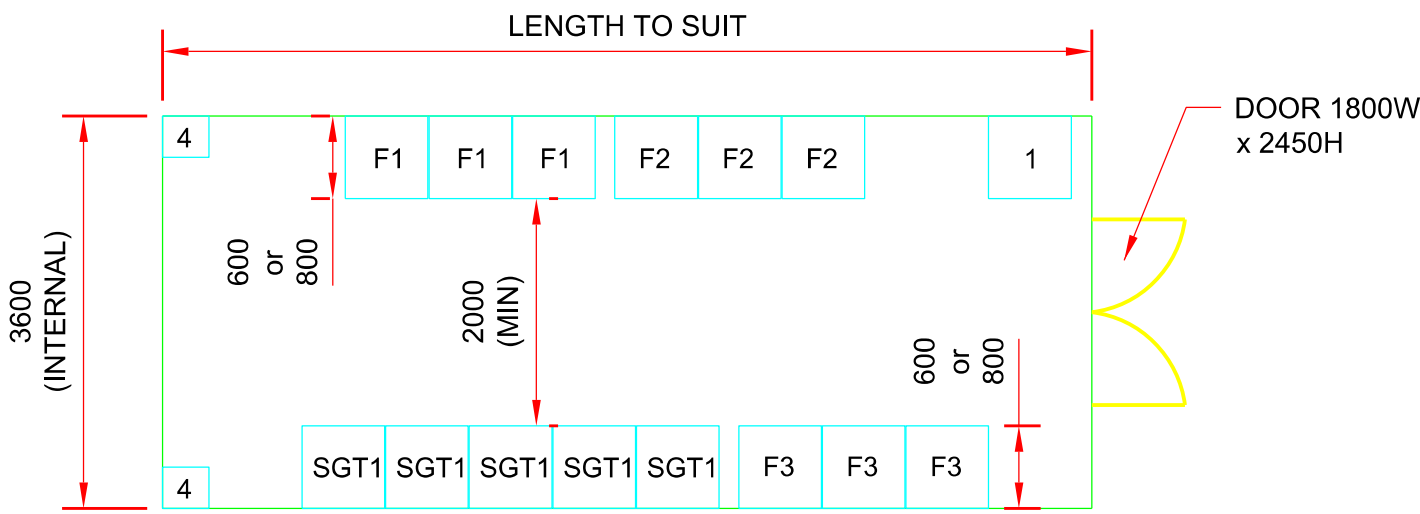 LENGTH TO SUIT
DOOR 1800W
x 2450H
4
F1 F1 F1 F2 F2 F2 1
600
or
800
3600
(INTERNAL)
2000
(MIN)
600
or
800
SGT1 SGT1 SGT1 SGT1 SGT1 F3 F3 F3
4